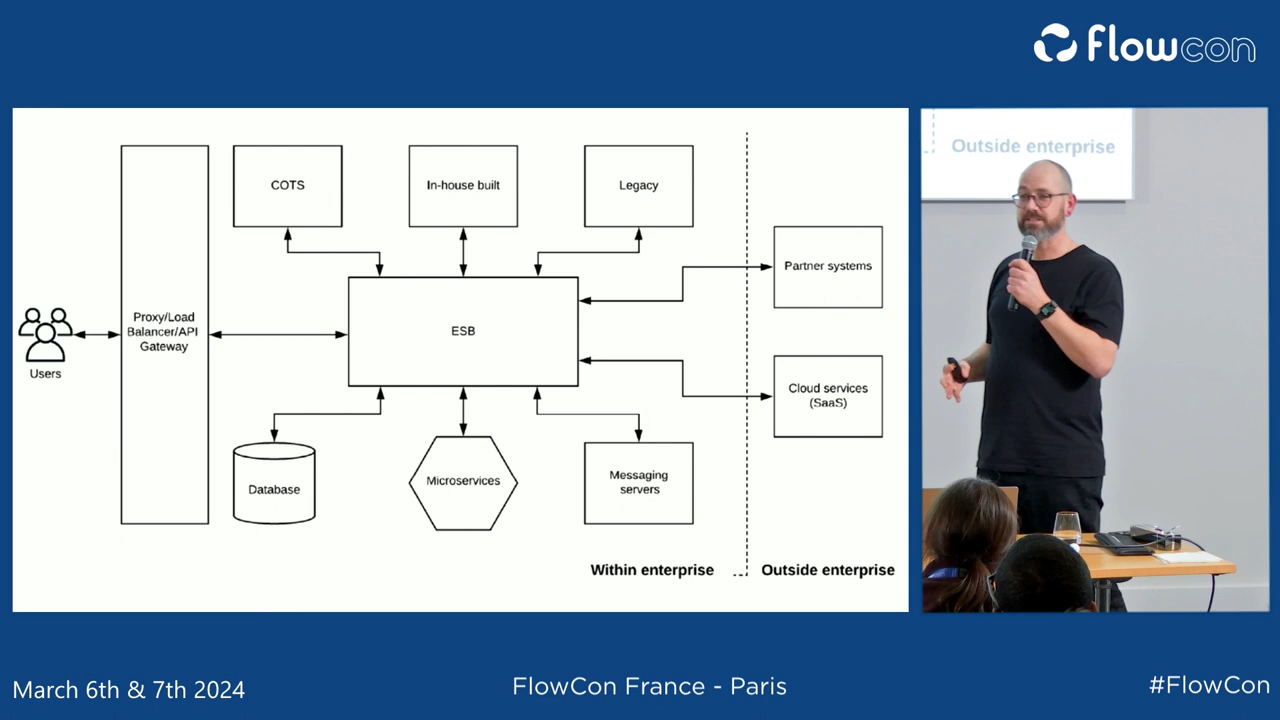 flowcon
COTS
In-house built
Legacy
Outside enterprise
Partner systems
Proxy/Load
Balancer/API
Gateway
ESB
Users
Cloud services
(SaaS)
Database
Microservices
Messaging
servers
Within enterprise
Outside enterprise
March 6th & 7th 2024
FlowCon France - Paris
#FlowCon